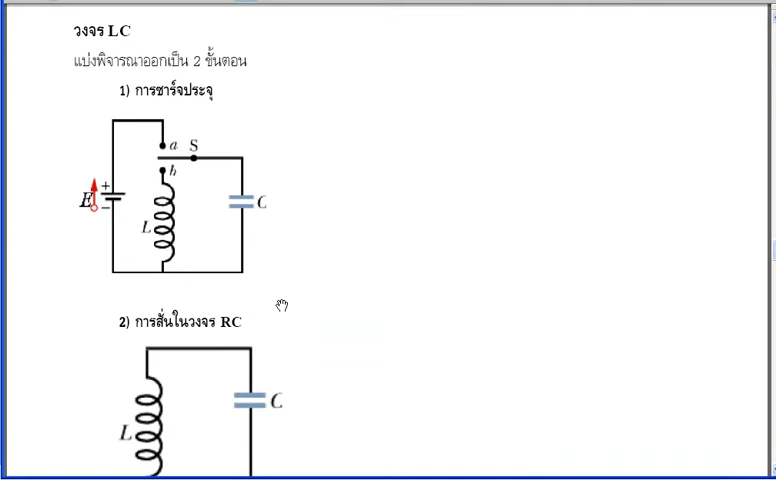 วงจร LC
แบ่งพิจารณาออกเป็น 2 ขั้นตอน
1) การชาร์จประจุ
a S
b
+
E
−
L
C
2) การสั่นในวงจร RC
C
L